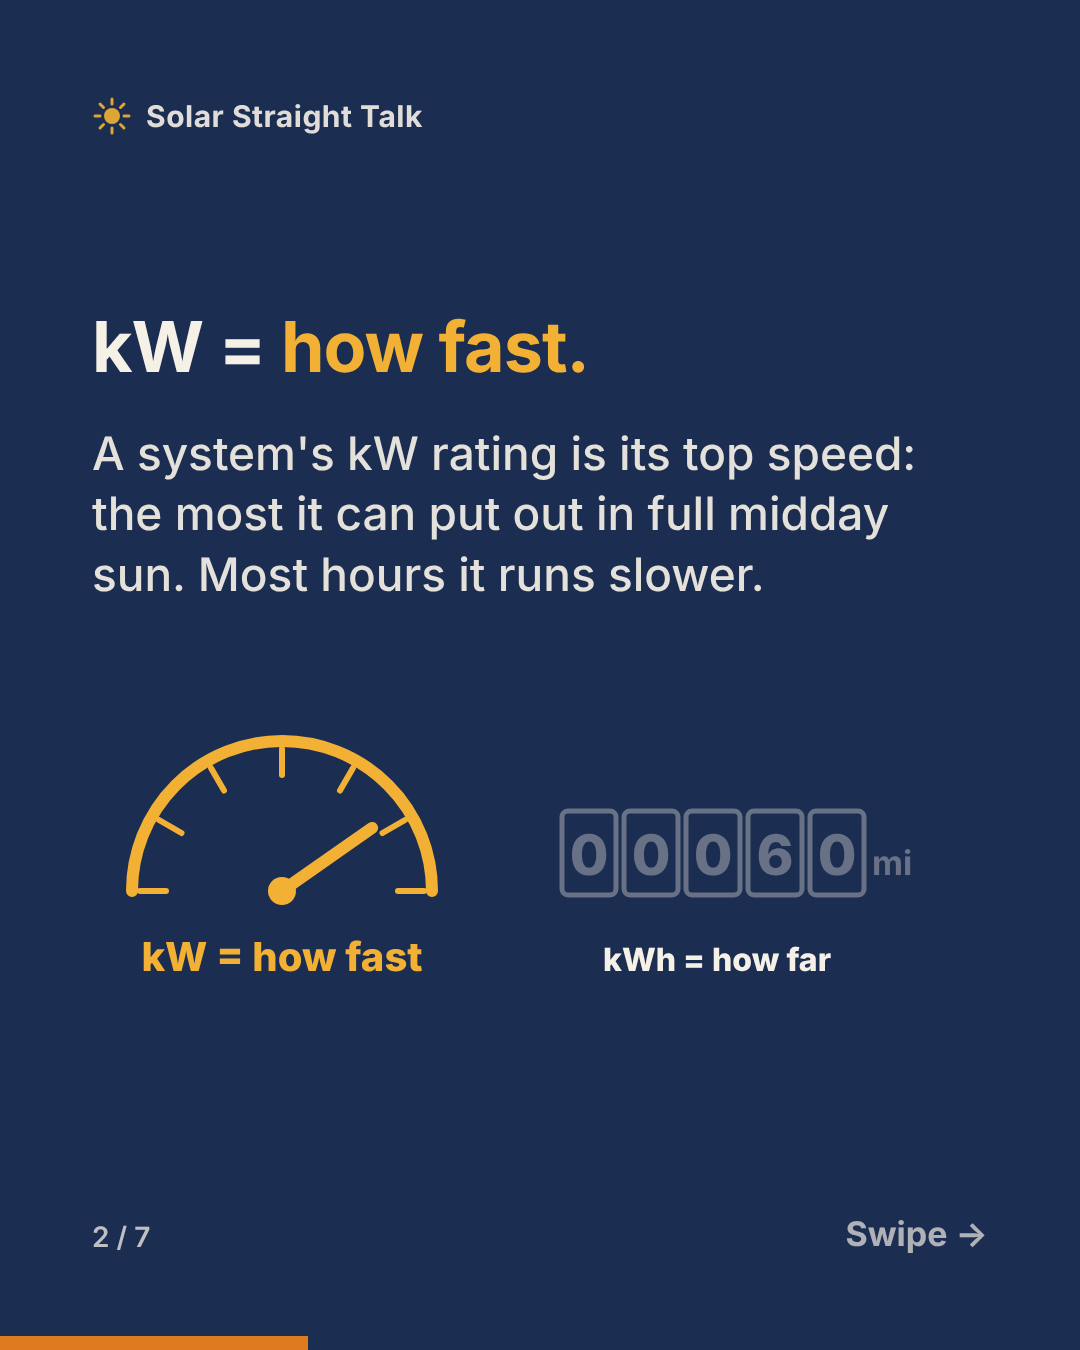 Solar Straight Talk
kW = how fast.
A system's kW rating is its top speed:
the most it can put out in full midday
sun. Most hours it runs slower.
00060 mi
kW = how fast
kWh = how far
2 / 7
Swipe →